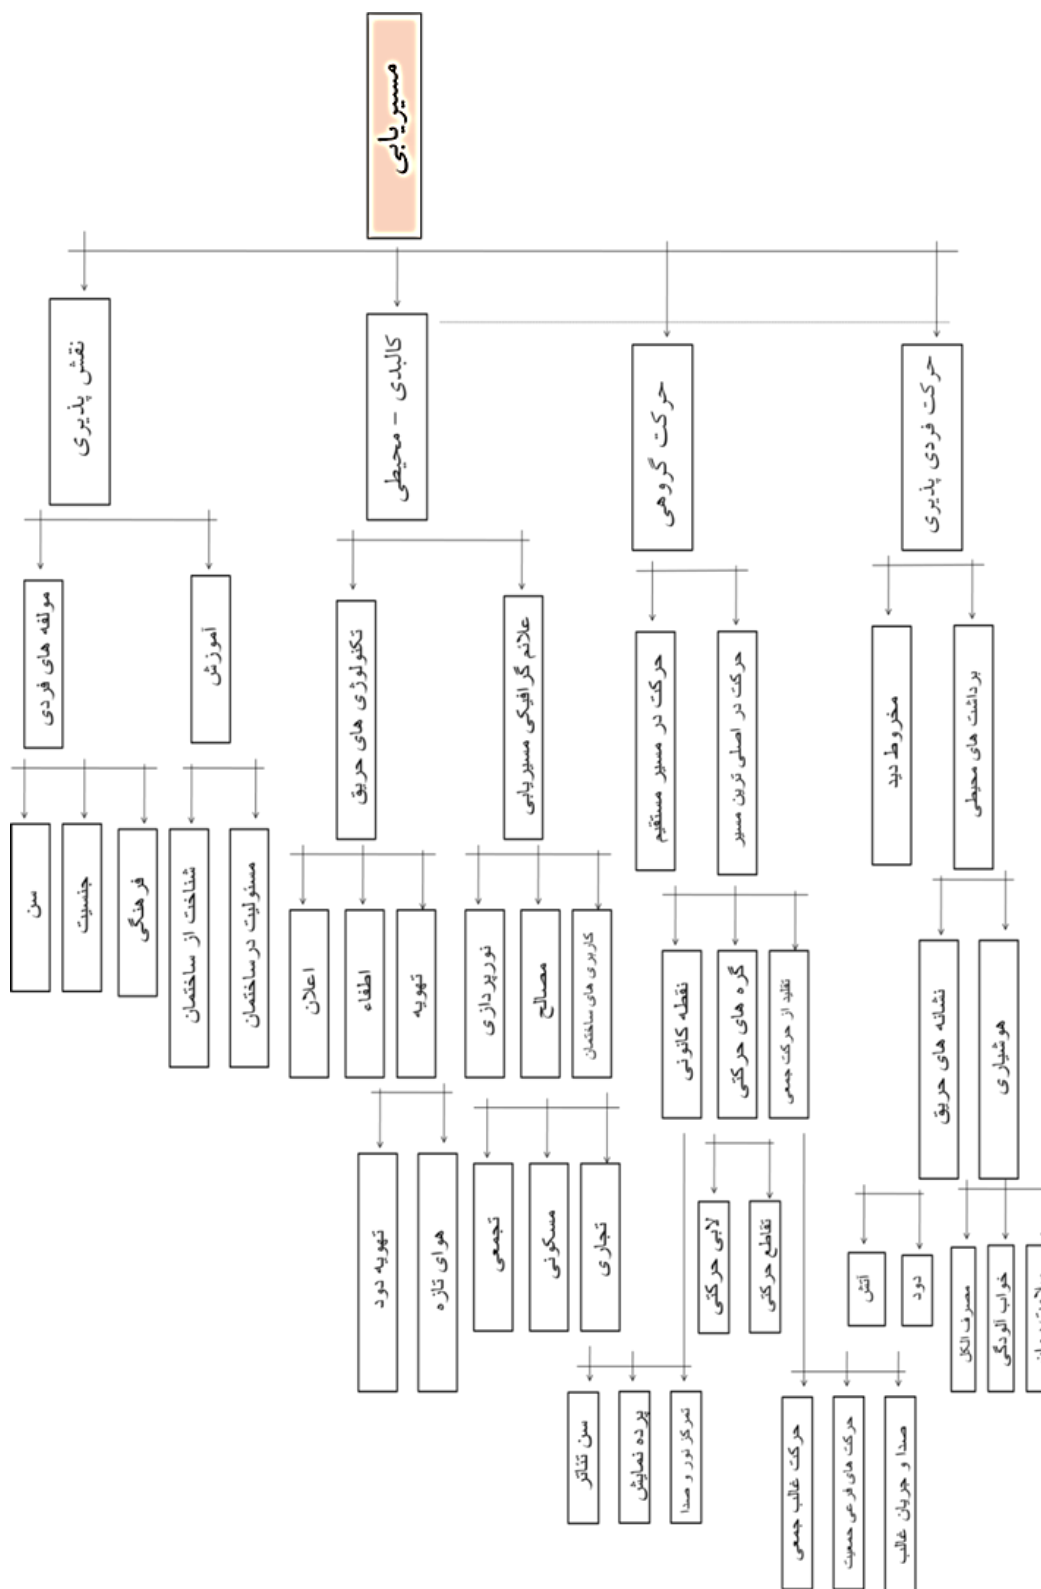 مسیریابی
حرکت فردی پذیری
حرکت گروهی
کالبدی - محیطی
نقش پذیری
برداشت های محیطی
مخروط دید
حرکت در اصلی ترین مسیر
حرکت در مسیر مستقیم
علائم گرافیکی مسیریابی
تکنولوژی های حریق
آموزش
مولفه های فردی
هوشیاری
نشانه های حریق
تقلید از حرکت جمعی
گره های حرکتی
نقطه کانونی
کاربری های ساختمان
مصالح
نورپردازی
تهویه
اطفاء
اعلان
مسئولیت درساختمان
شناخت از ساختمان
فرهنگی
جنسیت
سن
خواب آلودگی
مصرف الکل
دود
آتش
تقاطع حرکتی
لابی حرکتی
تجاری
مسکونی
تجمعی
هوای تازه
تهویه دود
صدا و جریان غالب
حرکت های فرعی جمعیت
حرکت غالب جمعی
تمرکز نور و صدا
پرده نمایش
سن تئاتر